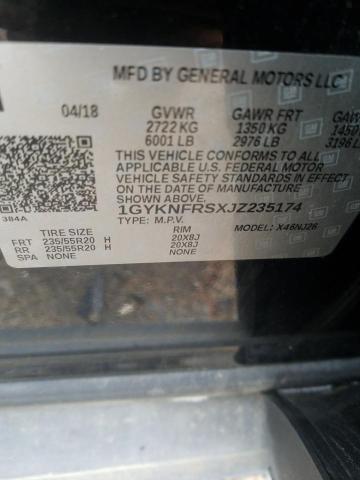 MFD BY GENERAL MOTORS LLC
04/18 GVWR GAWR FRT
2722 KG 1350 KG
6001 LB 2976 LB 3196 LB
THIS VEHICLE CONFORMS TO ALL
APPLICABLE U.S. FEDERAL MOTOR
VEHICLE SAFETY STANDARDS IN
EFFECT ON THE DATE OF MANUFACTURE
SHOWN ABOVE.
384A 1GYKNFRSXJZ235174
TYPE: M.P.V. MODEL: X46NJ26
TIRE SIZE RIM
FRT 235/55R20 H 20X8J
RR 235/55R20 H 20X8J
SPA NONE NONE